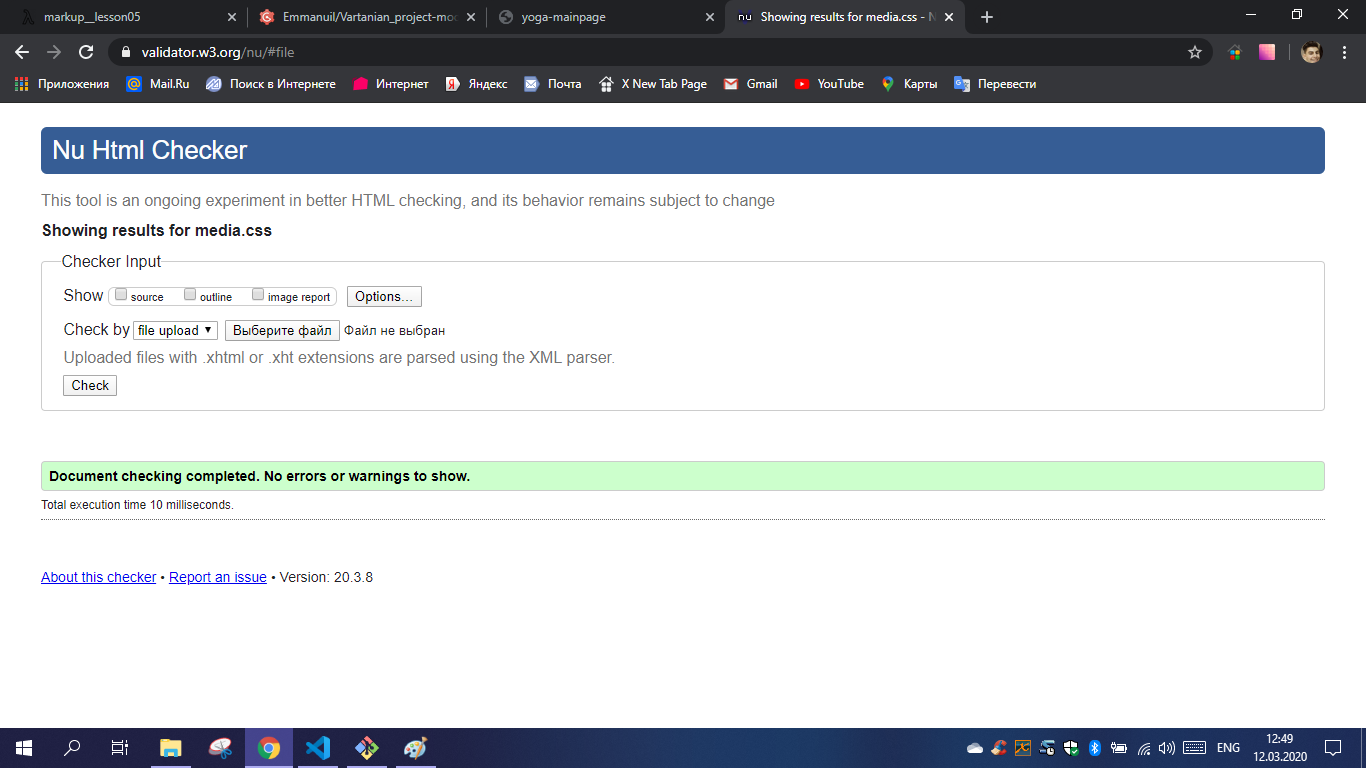 markup__lesson05
Emmanuil/Vartanian_project-moc
yoga-mainpage
nu Showing results for media.css - N
validator.w3.org/nu/#file
Приложения @ Mail.Ru Поиск в Интернете Интернет Я Яндекс Почта X New Tab Page Gmail YouTube Карты Перевести
Nu Html Checker
This tool is an ongoing experiment in better HTML checking, and its behavior remains subject to change
Showing results for media.css
Checker Input
Show source outline image report Options...
Check by file upload Выберите файл Файл не выбран
Uploaded files with .xhtml or .xht extensions are parsed using the XML parser.
Check
Document checking completed. No errors or warnings to show.
Total execution time 10 milliseconds.
About this checker • Report an issue • Version: 20.3.8
ENG
12:49
12.03.2020